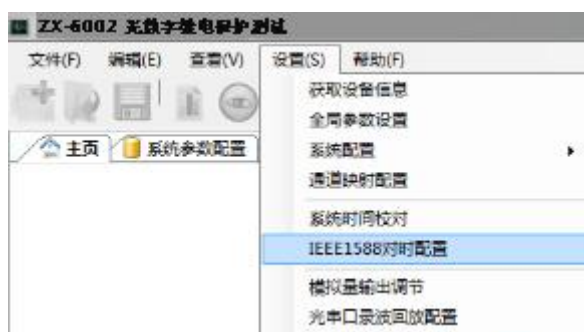 ZX-6002 光数字继电保护测试
文件(F) 编辑(E) 查看(V) 设置(S) 帮助(F)
获取设备信息
全局参数设置
主页 系统参数配置 系统配置
通道映射配置
系统时间校对
IEEE1588对时配置
模拟量输出调节
光串口录波回放配置